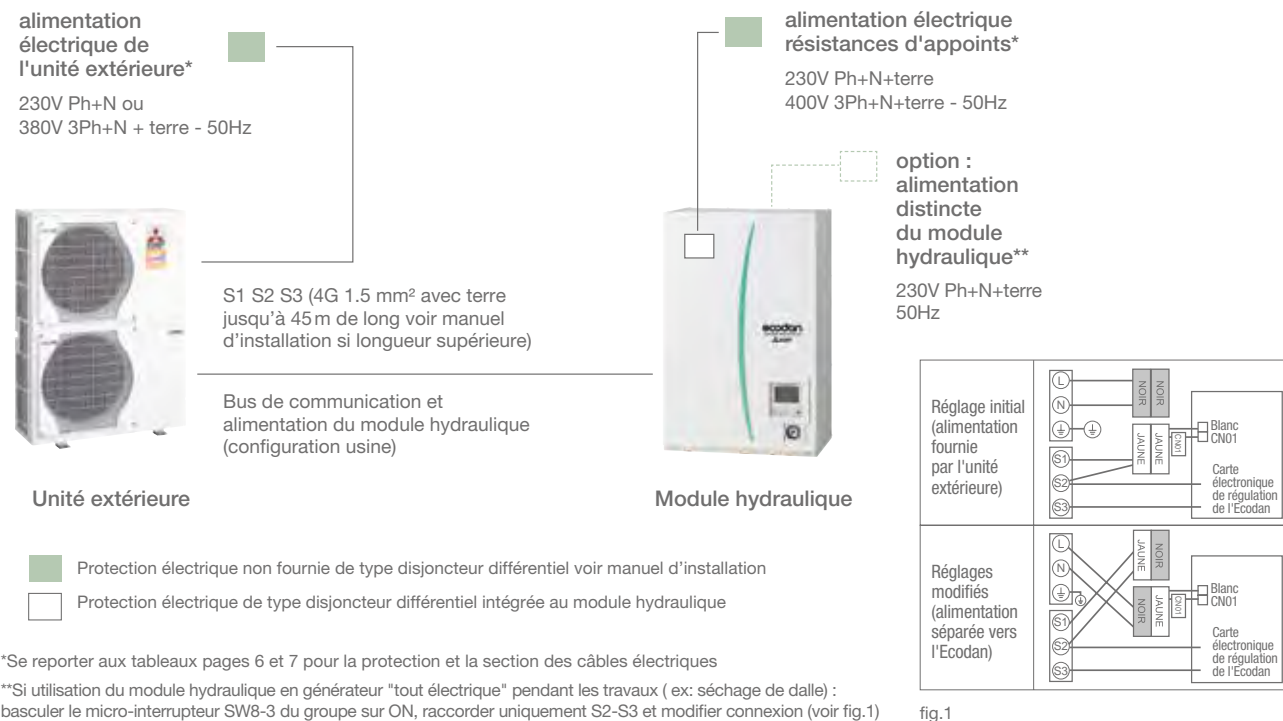 alimentation
électrique de
l'unité extérieure*
230V Ph+N ou
380V 3Ph+N + terre - 50Hz
alimentation électrique
résistances d'appoints*
230V Ph+N+terre
400V 3Ph+N+terre - 50Hz
option :
alimentation
distincte
du module
hydraulique**
230V Ph+N+terre
50Hz
S1 S2 S3 (4G 1.5 mm² avec terre
jusqu'à 45 m de long voir manuel
d'installation si longueur supérieure)
Bus de communication et
alimentation du module hydraulique
(configuration usine)
ecodan
Unité extérieure
Module hydraulique
Protection électrique non fournie de type disjoncteur différentiel voir manuel d'installation
Protection électrique de type disjoncteur différentiel intégrée au module hydraulique
*Se reporter aux tableaux pages 6 et 7 pour la protection et la section des câbles électriques
**Si utilisation du module hydraulique en générateur "tout électrique" pendant les travaux ( ex: séchage de dalle) :
basculer le micro-interrupteur SW8-3 du groupe sur ON, raccorder uniquement S2-S3 et modifier connexion (voir fig.1)
Réglage initial
(alimentation
fournie
par l'unité
extérieure)
L
N
S1
S2
S3
NOIR
NOIR
JAUNE
JAUNE
CN01
Blanc
CN01
Carte
électronique
de régulation
de l'Ecodan
Réglages
modifiés
(alimentation
séparée vers
l'Ecodan)
L
N
S1
S2
S3
JAUNE
NOIR
NOIR
JAUNE
CN01
Blanc
CN01
Carte
électronique
de régulation
de l'Ecodan
fig.1